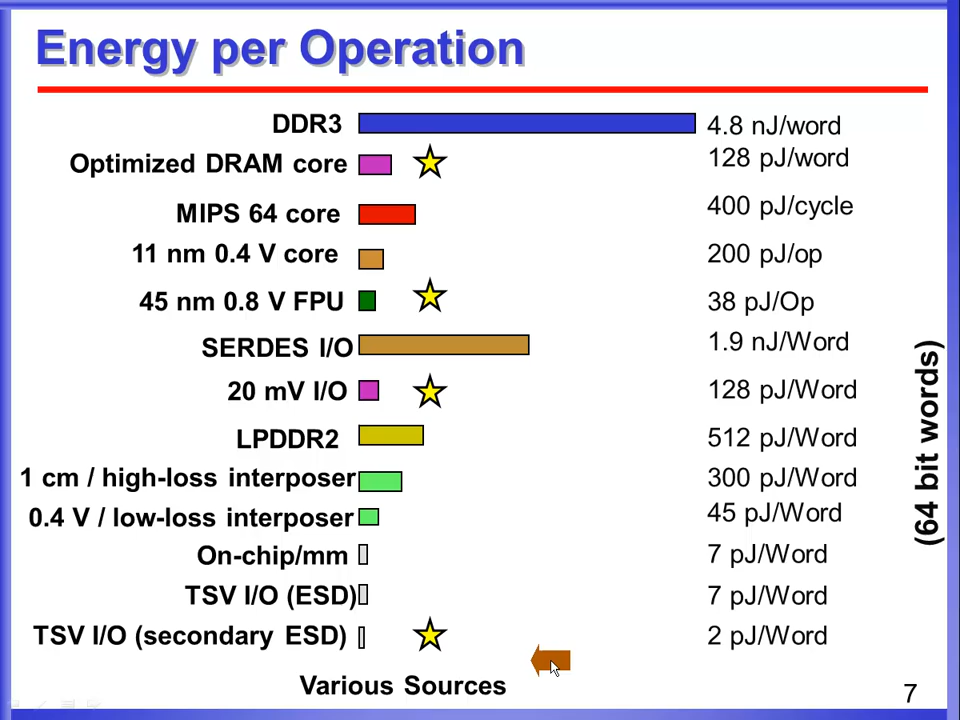 Energy per Operation
DDR3 4.8 nJ/word
Optimized DRAM core 128 pJ/word
MIPS 64 core 400 pJ/cycle
11 nm 0.4 V core 200 pJ/op
45 nm 0.8 V FPU 38 pJ/Op
SERDES I/O 1.9 nJ/Word
20 mV I/O 128 pJ/Word
LPDDR2 512 pJ/Word
1 cm / high-loss interposer 300 pJ/Word
0.4 V / low-loss interposer 45 pJ/Word
On-chip/mm 7 pJ/Word
TSV I/O (ESD) 7 pJ/Word
TSV I/O (secondary ESD) 2 pJ/Word
(64 bit words)
Various Sources
7